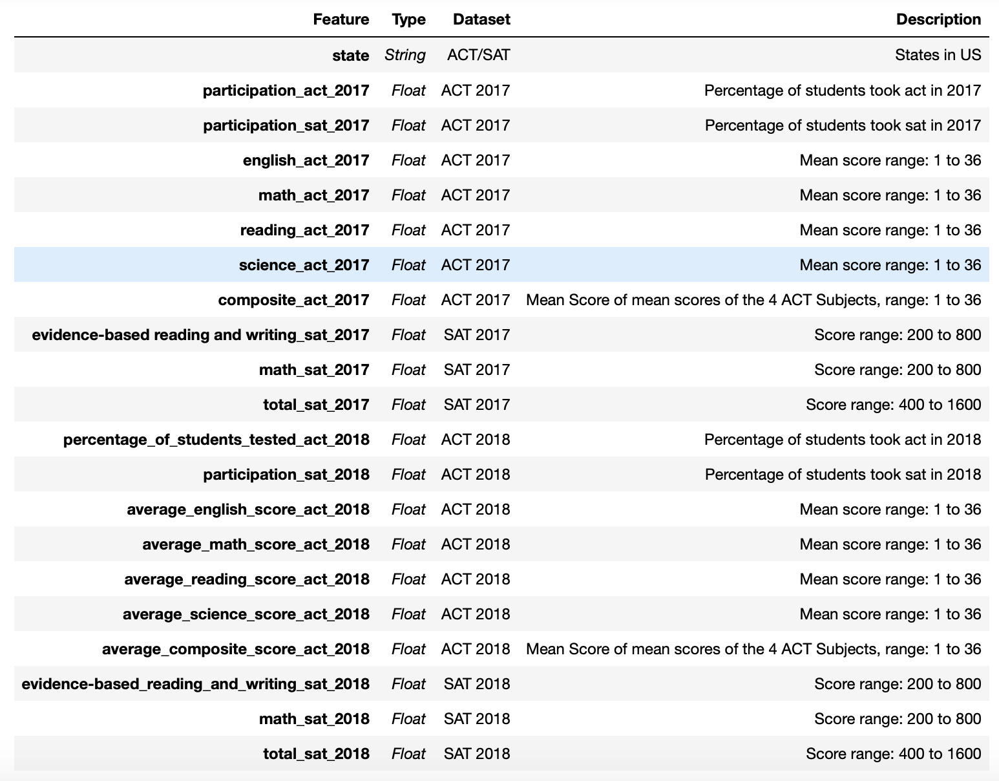 Feature Type Dataset Description
state String ACT/SAT States in US
participation_act_2017 Float ACT 2017 Percentage of students took act in 2017
participation_sat_2017 Float ACT 2017 Percentage of students took sat in 2017
english_act_2017 Float ACT 2017 Mean score range: 1 to 36
math_act_2017 Float ACT 2017 Mean score range: 1 to 36
reading_act_2017 Float ACT 2017 Mean score range: 1 to 36
science_act_2017 Float ACT 2017 Mean score range: 1 to 36
composite_act_2017 Float ACT 2017 Mean Score of mean scores of the 4 ACT Subjects, range: 1 to 36
evidence-based reading and writing_sat_2017 Float SAT 2017 Score range: 200 to 800
math_sat_2017 Float SAT 2017 Score range: 200 to 800
total_sat_2017 Float SAT 2017 Score range: 400 to 1600
percentage_of_students_tested_act_2018 Float ACT 2018 Percentage of students took act in 2018
participation_sat_2018 Float ACT 2018 Percentage of students took sat in 2018
average_english_score_act_2018 Float ACT 2018 Mean score range: 1 to 36
average_math_score_act_2018 Float ACT 2018 Mean score range: 1 to 36
average_reading_score_act_2018 Float ACT 2018 Mean score range: 1 to 36
average_science_score_act_2018 Float ACT 2018 Mean score range: 1 to 36
average_composite_score_act_2018 Float ACT 2018 Mean Score of mean scores of the 4 ACT Subjects, range: 1 to 36
evidence-based_reading_and_writing_sat_2018 Float SAT 2018 Score range: 200 to 800
math_sat_2018 Float SAT 2018 Score range: 200 to 800
total_sat_2018 Float SAT 2018 Score range: 400 to 1600